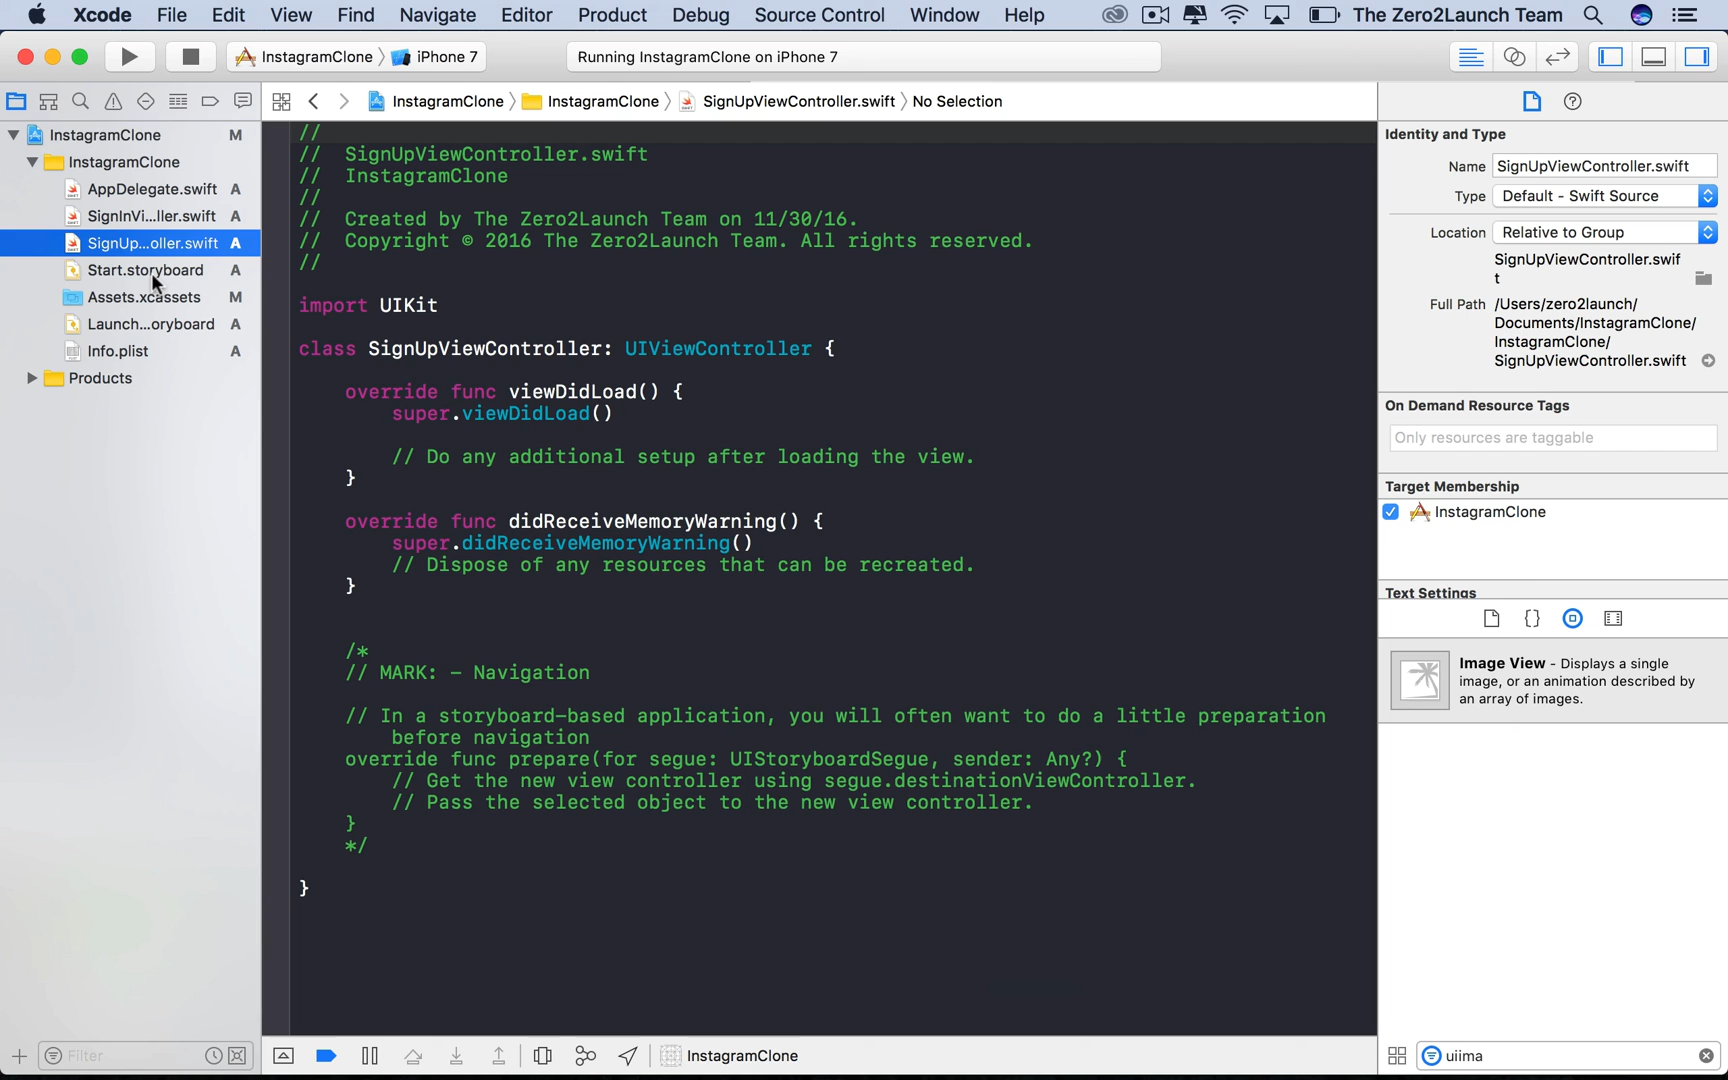 Xcode File Edit View Find Navigate Editor Product Debug Source Control Window Help The Zero2Launch Team
InstagramClone iPhone 7 Running InstagramClone on iPhone 7
InstagramClone InstagramClone SignUpViewController.swift No Selection
InstagramClone M
InstagramClone
AppDelegate.swift A
SignInVi...ller.swift A
SignUp...oller.swift A
Start.storyboard A
Assets.xcassets M
Launch...oryboard A
Info.plist A
Products
Filter
//
// SignUpViewController.swift
// InstagramClone
//
// Created by The Zero2Launch Team on 11/30/16.
// Copyright © 2016 The Zero2Launch Team. All rights reserved.
//
import UIKit
class SignUpViewController: UIViewController {
override func viewDidLoad() {
super.viewDidLoad()
// Do any additional setup after loading the view.
}
override func didReceiveMemoryWarning() {
super.didReceiveMemoryWarning()
// Dispose of any resources that can be recreated.
}
/*
// MARK: - Navigation
// In a storyboard-based application, you will often want to do a little preparation
before navigation
override func prepare(for segue: UIStoryboardSegue, sender: Any?) {
// Get the new view controller using segue.destinationViewController.
// Pass the selected object to the new view controller.
}
*/
}
InstagramClone
Identity and Type
Name SignUpViewController.swift
Type Default - Swift Source
Location Relative to Group
SignUpViewController.swif
t
Full Path /Users/zero2launch/
Documents/InstagramClone/
InstagramClone/
SignUpViewController.swift
On Demand Resource Tags
Only resources are taggable
Target Membership
InstagramClone
Text Settings
{}
Image View - Displays a single
image, or an animation described by
an array of images.
uiima